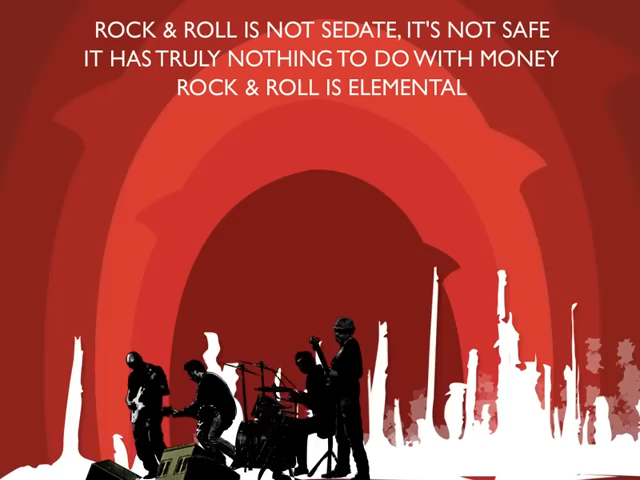 ROCK & ROLL IS NOT SEDATE, IT'S NOT SAFE
IT HAS TRULY NOTHING TO DO WITH MONEY
ROCK & ROLL IS ELEMENTAL